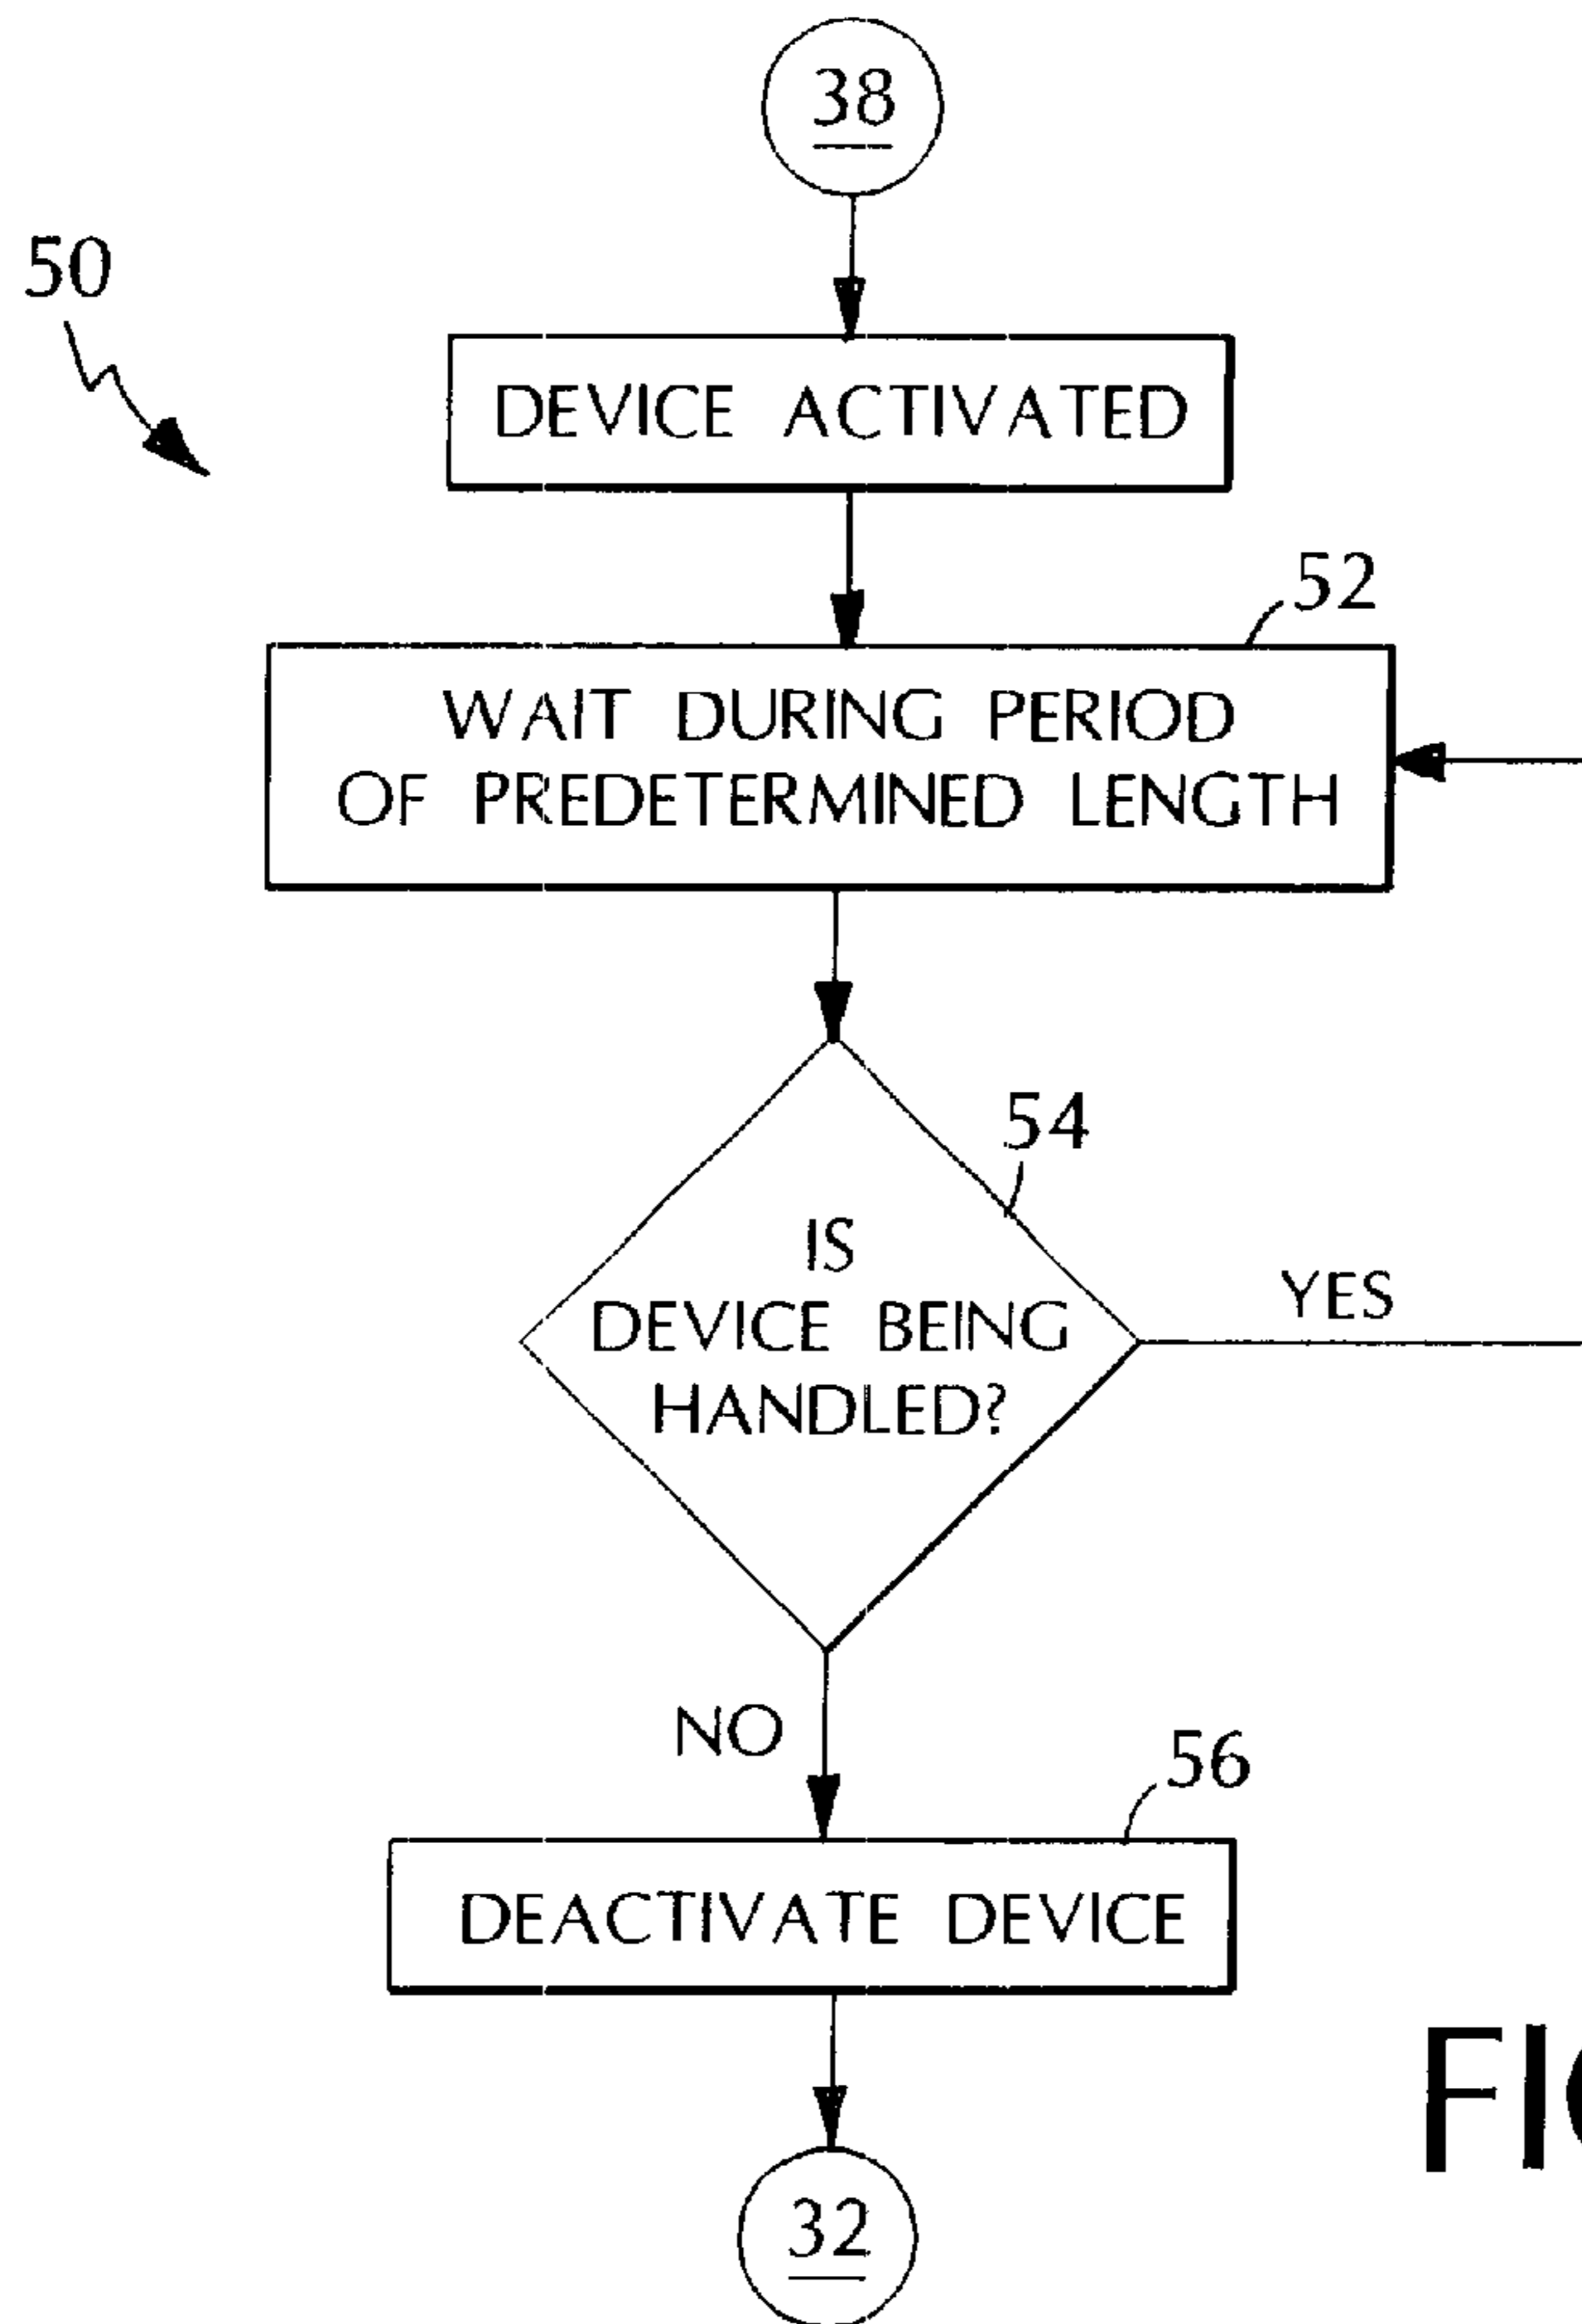 38
50
DEVICE ACTIVATED
52
WAIT DURING PERIOD
OF PREDETERMINED LENGTH
54
IS
DEVICE BEING
HANDLED?
YES
NO
56
DEACTIVATE DEVICE
32